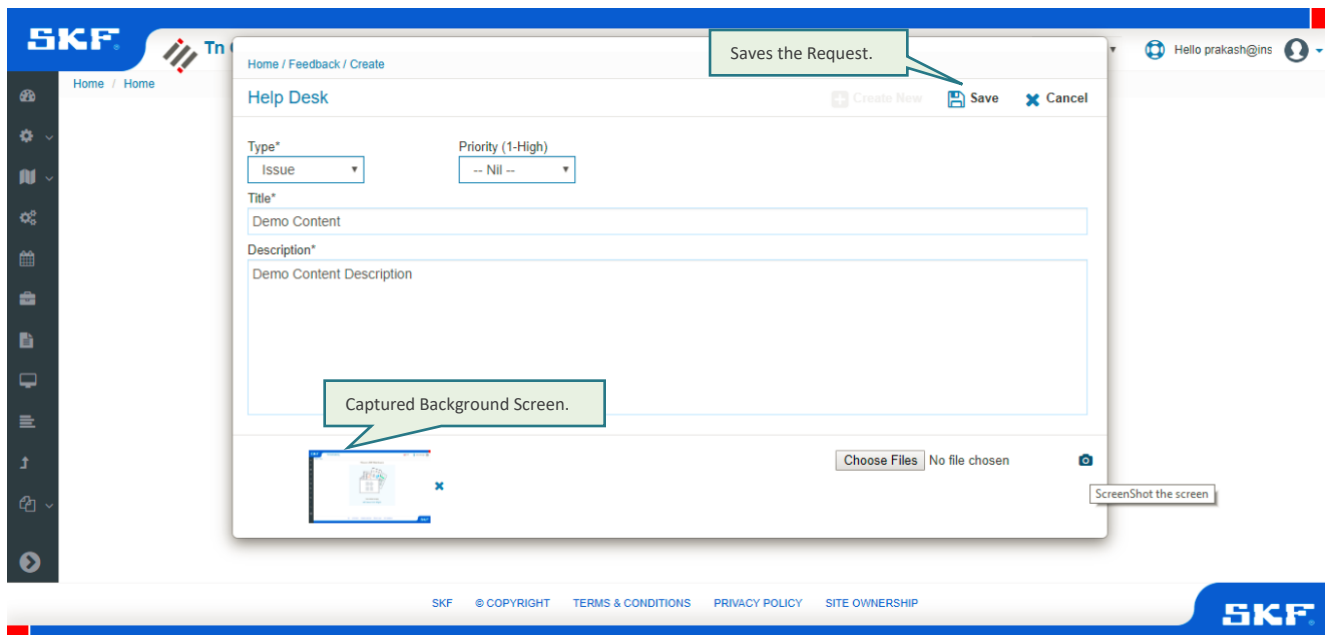 SKF
Tn
Hello prakash@ins
Saves the Request.
Home / Home
Home / Feedback / Create
Help Desk
Create New Save Cancel
Type* Priority (1-High)
Issue -- Nil --
Title*
Demo Content
Description*
Demo Content Description
Captured Background Screen.
Choose Files No file chosen
ScreenShot the screen
SKF © COPYRIGHT TERMS & CONDITIONS PRIVACY POLICY SITE OWNERSHIP
SKF